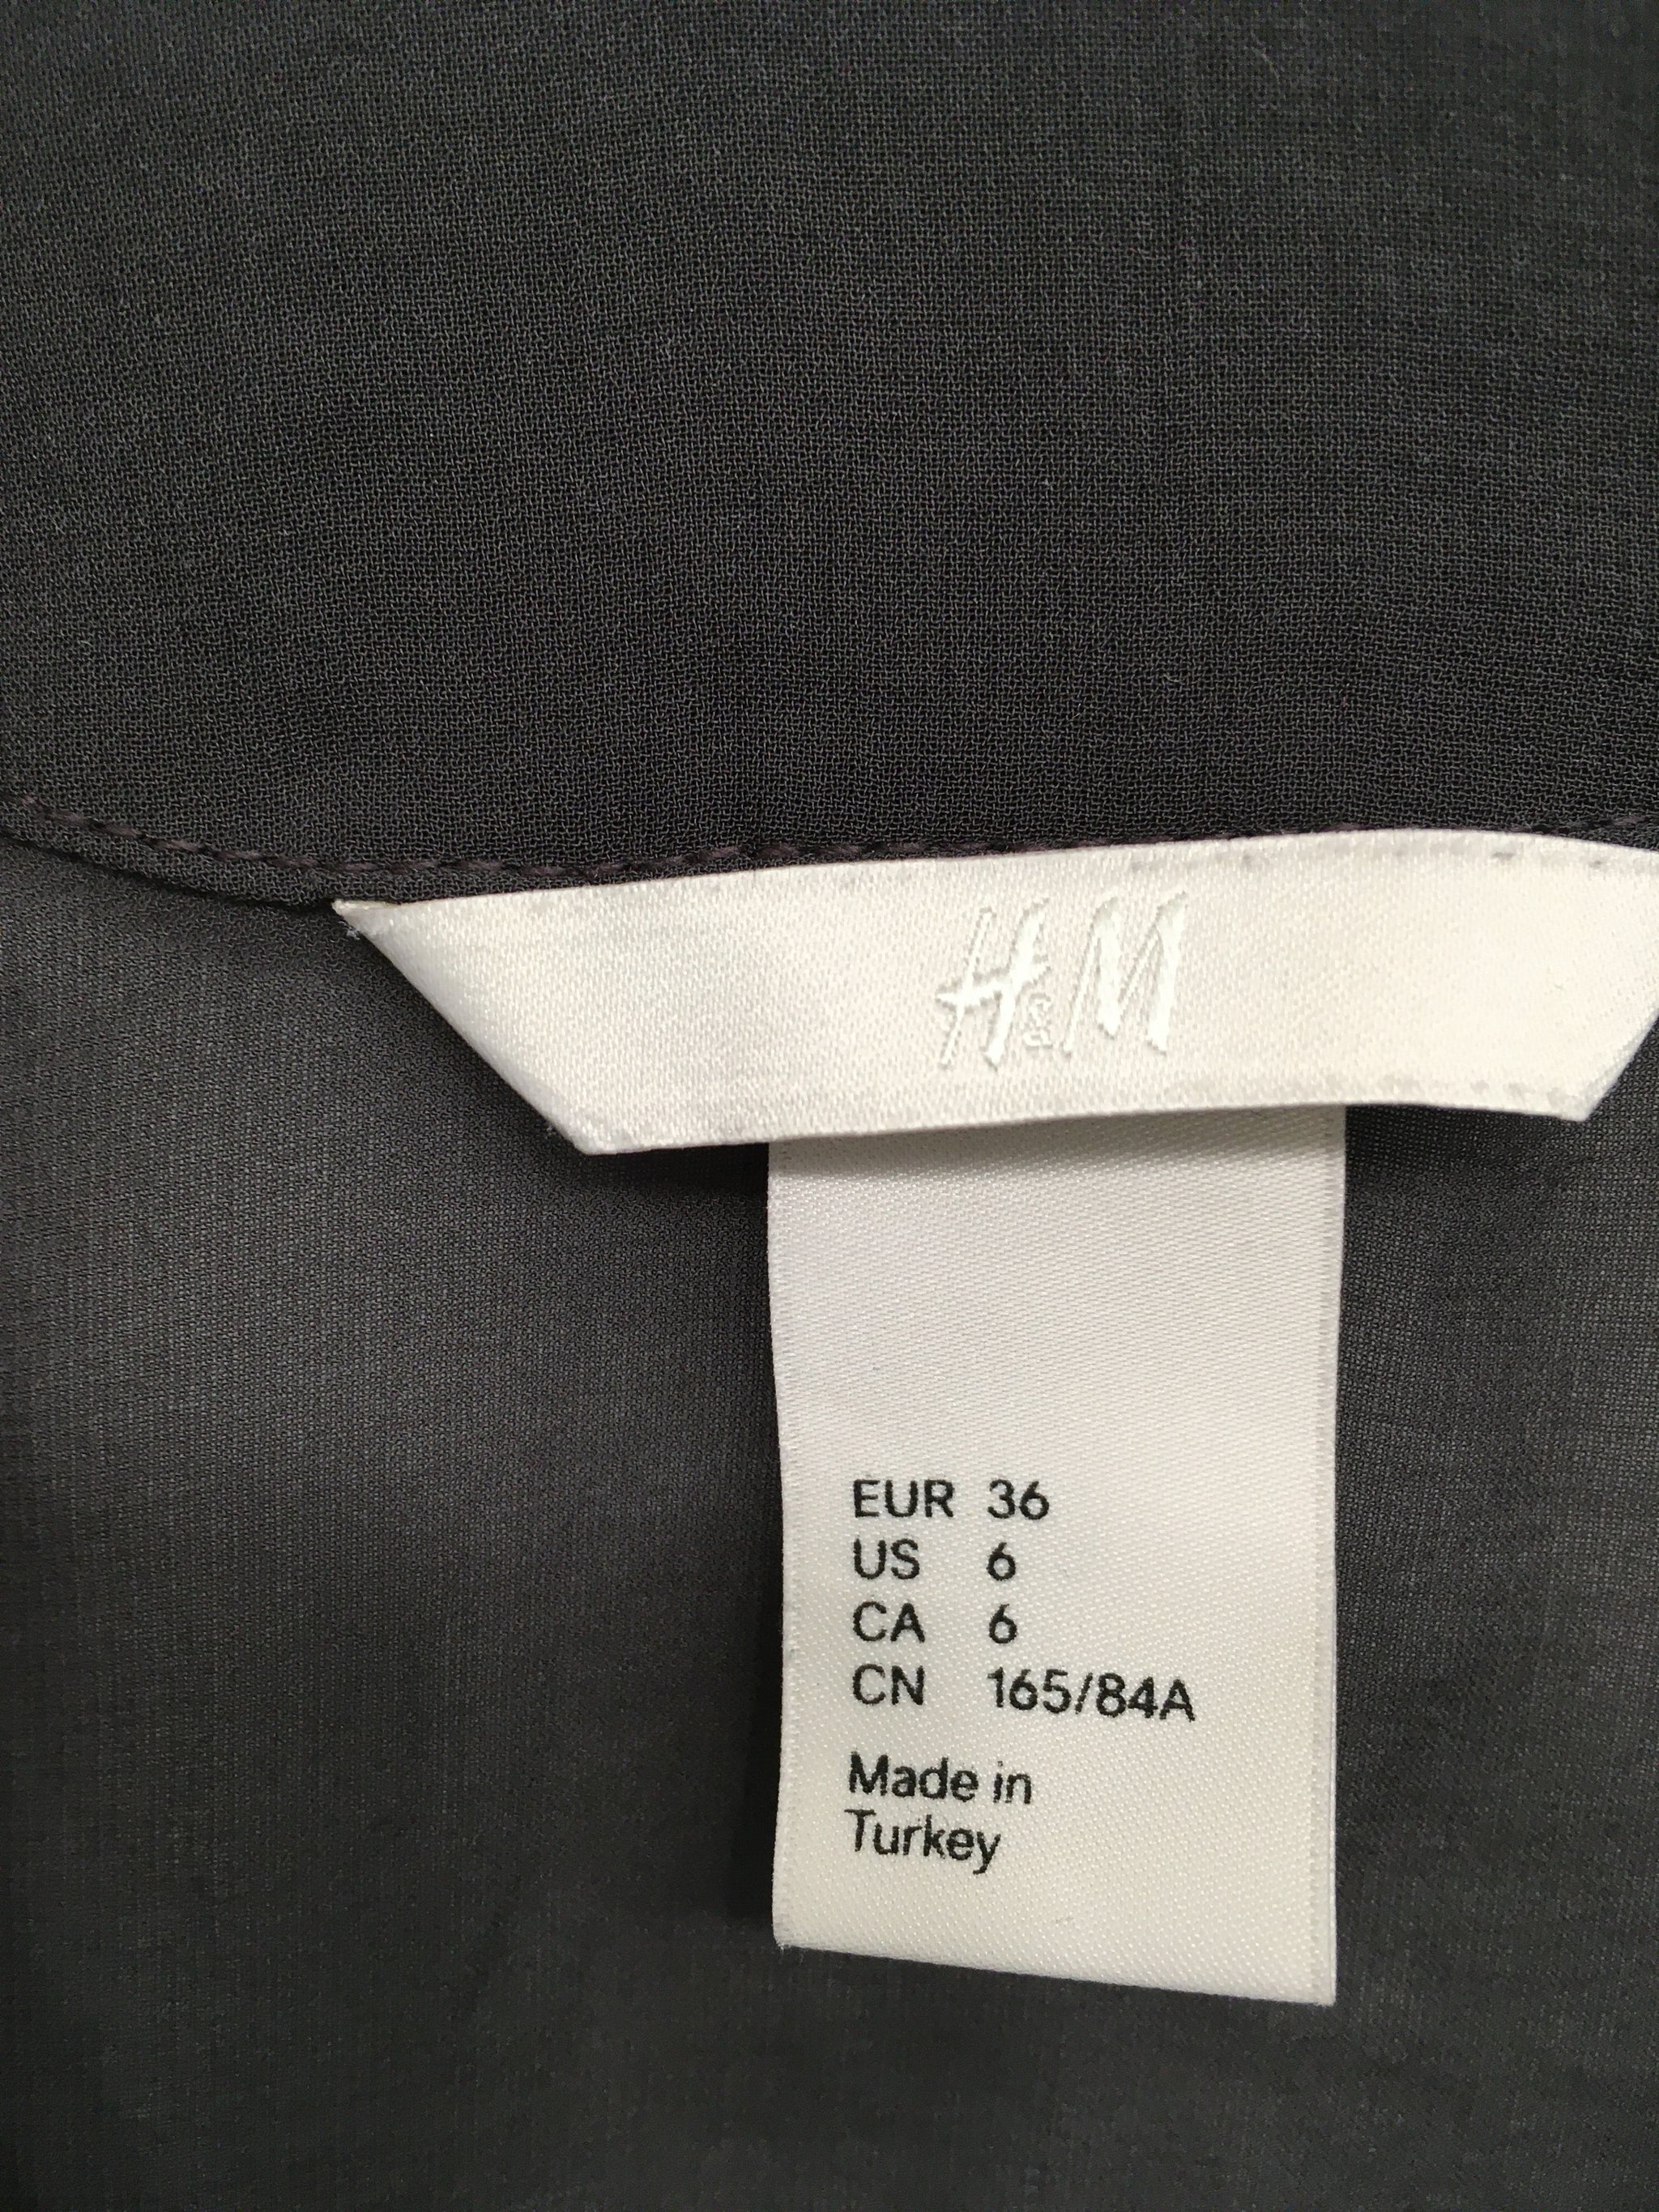 H&M
EUR 36
US 6
CA 6
CN 165/84A
Made in
Turkey